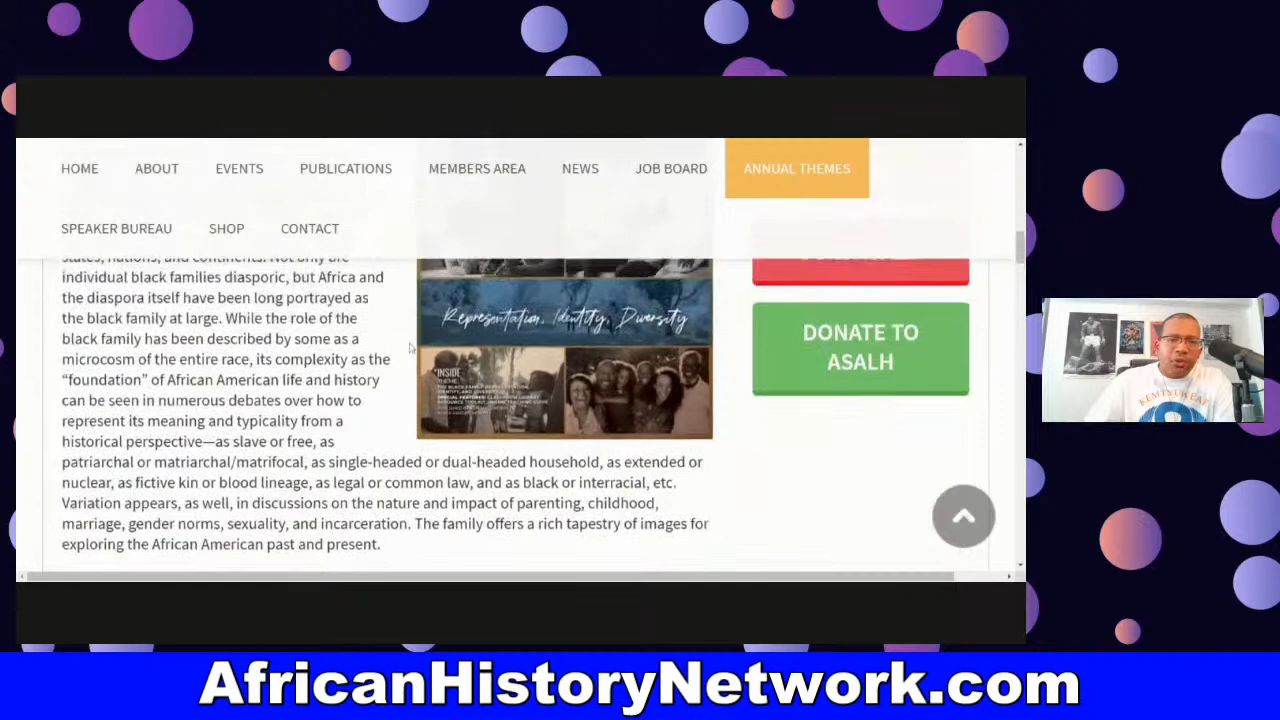 HOME ABOUT EVENTS PUBLICATIONS MEMBERS AREA NEWS JOB BOARD ANNUAL THEMES
SPEAKER BUREAU SHOP CONTACT
states, nations, and continents. Not only are
individual black families diasporic, but Africa and
the diaspora itself have been long portrayed as
the black family at large. While the role of the
black family has been described by some as a
microcosm of the entire race, its complexity as the
“foundation” of African American life and history
can be seen in numerous debates over how to
represent its meaning and typicality from a
historical perspective—as slave or free, as
patriarchal or matriarchal/matrifocal, as single-headed or dual-headed household, as extended or
nuclear, as fictive kin or blood lineage, as legal or common law, and as black or interracial, etc.
Variation appears, as well, in discussions on the nature and impact of parenting, childhood,
marriage, gender norms, sexuality, and incarceration. The family offers a rich tapestry of images for
exploring the African American past and present.
Representation, Identity, Diversity
INSIDE
DONATE TO
ASALH
KEMETNU
AfricanHistoryNetwork.com